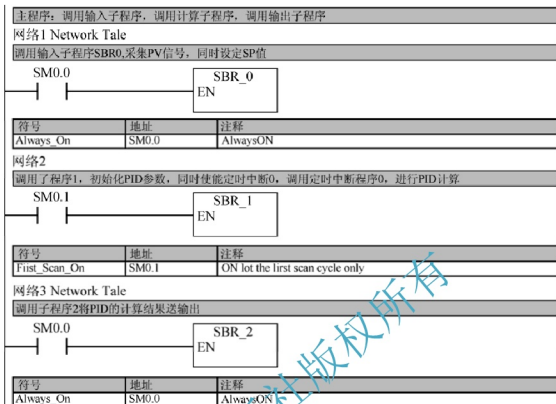 主程序：调用输入子程序，调用计算子程序，调用输出子程序
网络1 Network Tale
调用输入子程序SBR0,采集PV信号，同时设定SP值
SM0.0
SBR_0
EN
符号 地址 注释
Always_On SM0.0 AlwaysON
网络2
调用了程序1，初始化PID参数，同时使能定时中断0，调用定时中断程序0，进行PID计算
SM0.1
SBR_1
EN
符号 地址 注释
Fiist_Scan_On SM0.1 ON lot the lirst scan cycle only
网络3 Network Tale
调用子程序2将PID的计算结果送输出
SM0.0
SBR_2
EN
符号 地址 注释
Always_On SM0.0 AlwaysON
社版权所有